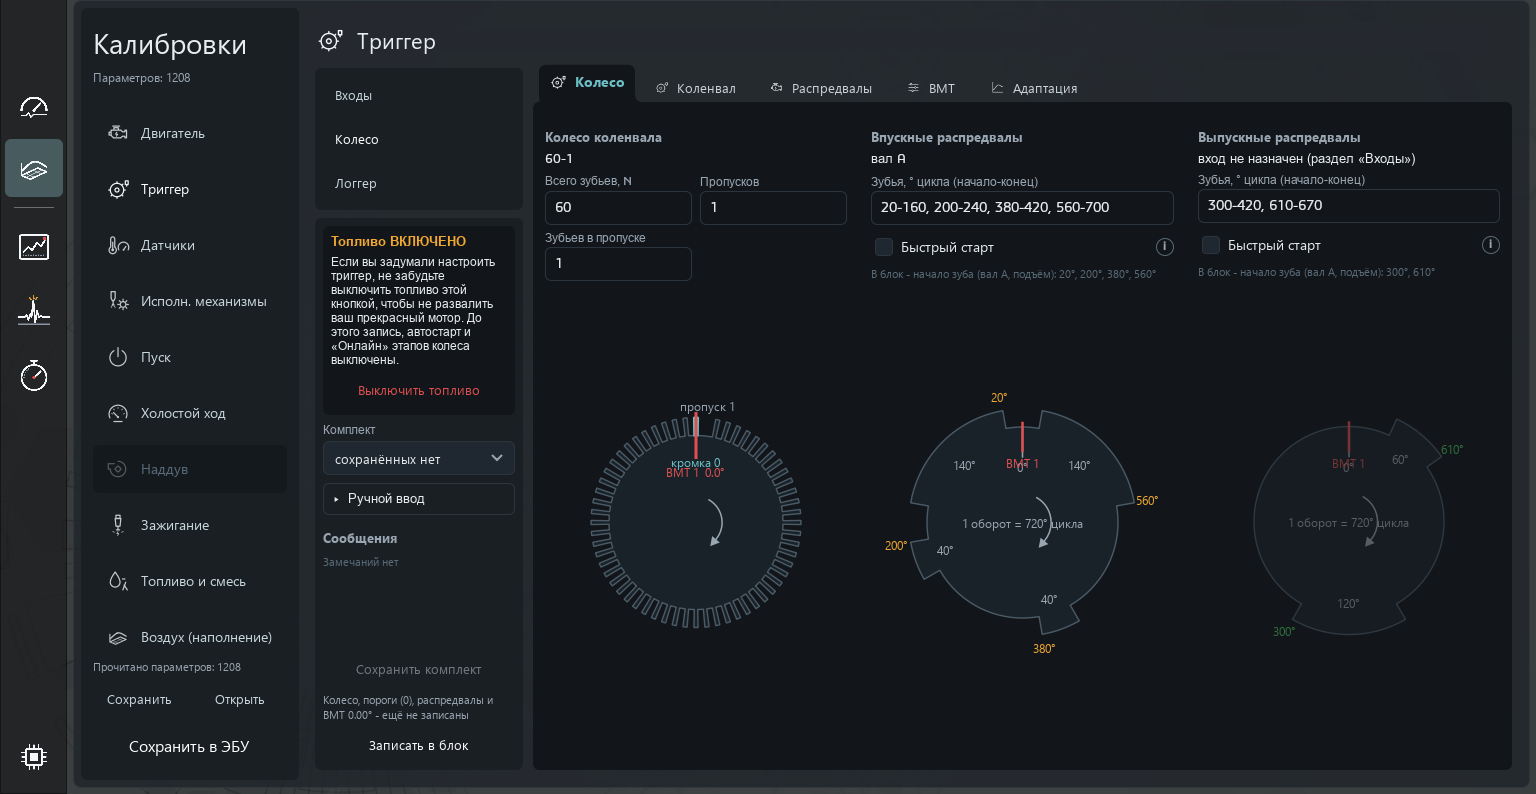 Калибровки
Параметров: 1208
Двигатель
Триггер
Датчики
Исполн. механизмы
Пуск
Холостой ход
Наддув
Зажигание
Топливо и смесь
Воздух (наполнение)
Прочитано параметров: 1208
Сохранить
Открыть
Сохранить в ЭБУ
Триггер
Входы
Колесо
Логгер
Топливо ВКЛЮЧЕНО
Если вы задумали настроить
триггер, не забудьте
выключить топливо этой
кнопкой, чтобы не развалить
ваш прекрасный мотор. До
этого запись, автостарт и
«Онлайн» этапов колеса
выключены.
Выключить топливо
Комплект
сохранённых нет
Ручной ввод
Сообщения
Замечаний нет
Сохранить комплект
Колесо, пороги (0), распредвалы и
ВМТ 0.00° - ещё не записаны
Записать в блок
Колесо
Коленвал
Распредвалы
ВМТ
Адаптация
Колесо коленвала
60-1
Всего зубьев, N
Пропусков
60
1
Зубьев в пропуске
1
пропуск 1
кромка 0
ВМТ 1 0.0°
Впускные распредвалы
вал A
Зубья, ° цикла (начало-конец)
20-160, 200-240, 380-420, 560-700
Быстрый старт
В блок - начало зуба (вал A, подъём): 20°, 200°, 380°, 560°
20°
140°
ВМТ 1
0°
140°
560°
1 оборот = 720° цикла
200°
40°
40°
380°
Выпускные распредвалы
вход не назначен (раздел «Входы»)
Зубья, ° цикла (начало-конец)
300-420, 610-670
Быстрый старт
В блок - начало зуба (вал A, подъём): 300°, 610°
610°
60°
ВМТ 1
0°
1 оборот = 720° цикла
120°
300°